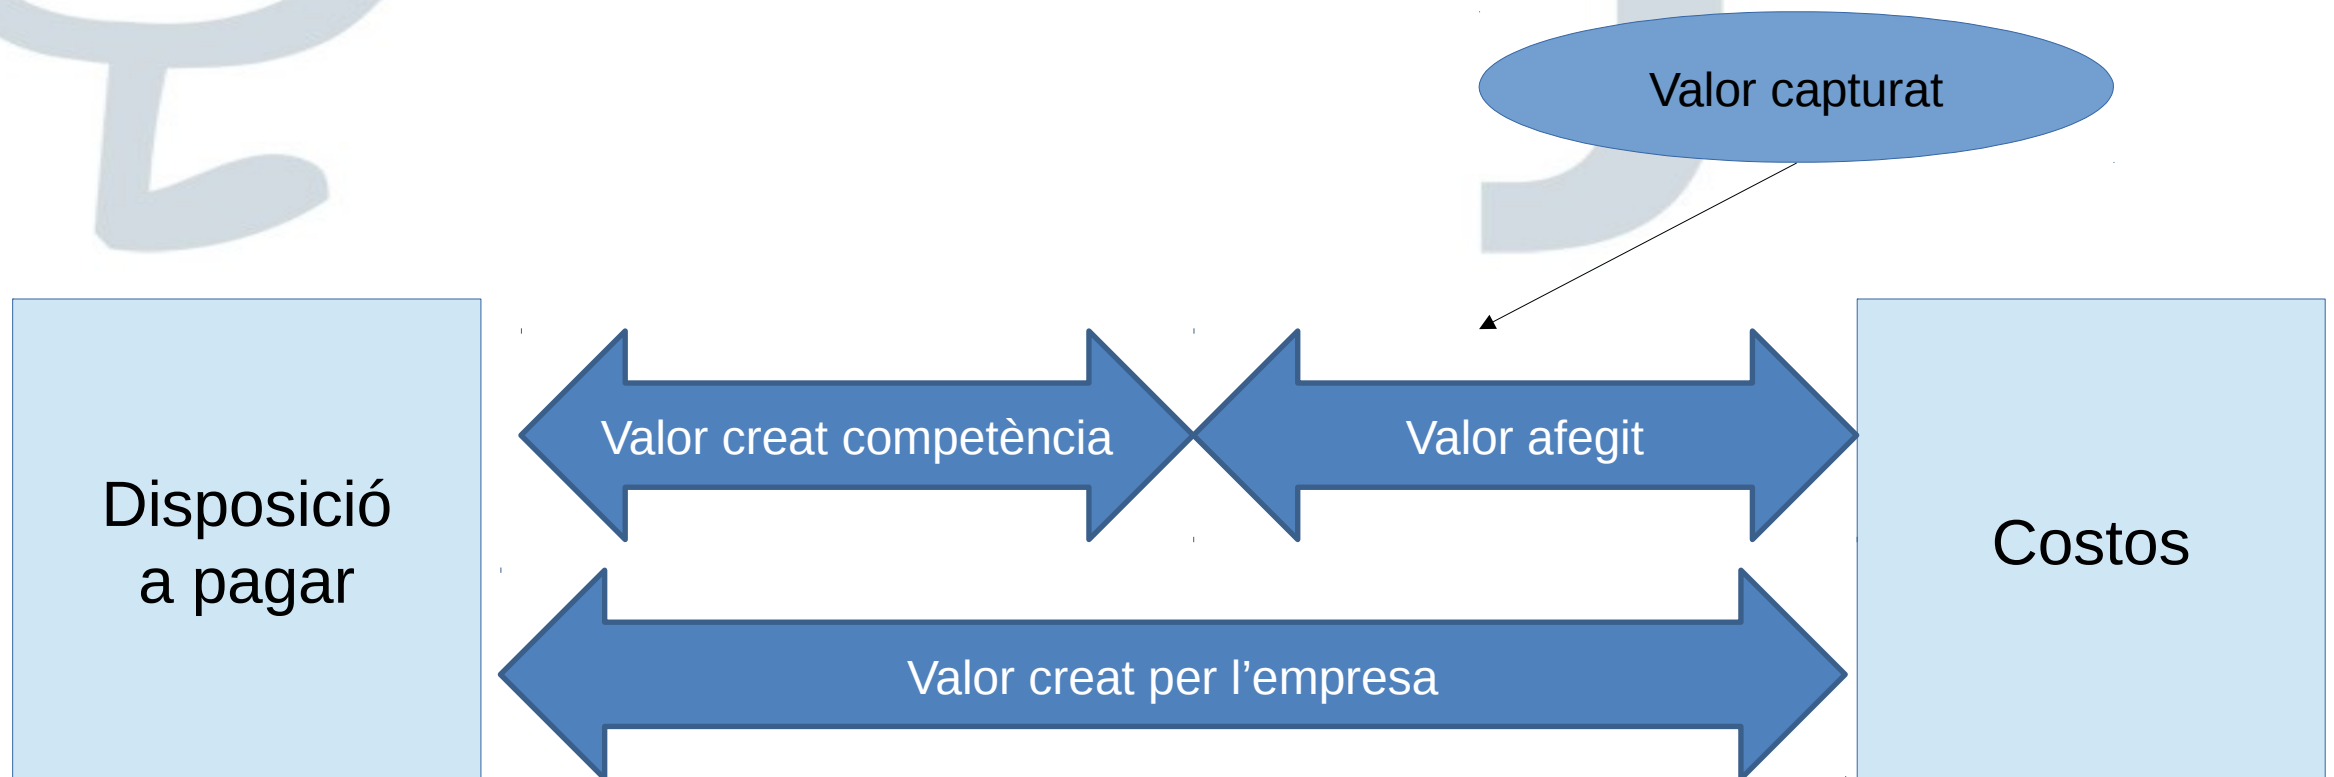 Valor capturat
Valor creat competència
Valor afegit
Disposició
a pagar
Costos
Valor creat per l’empresa